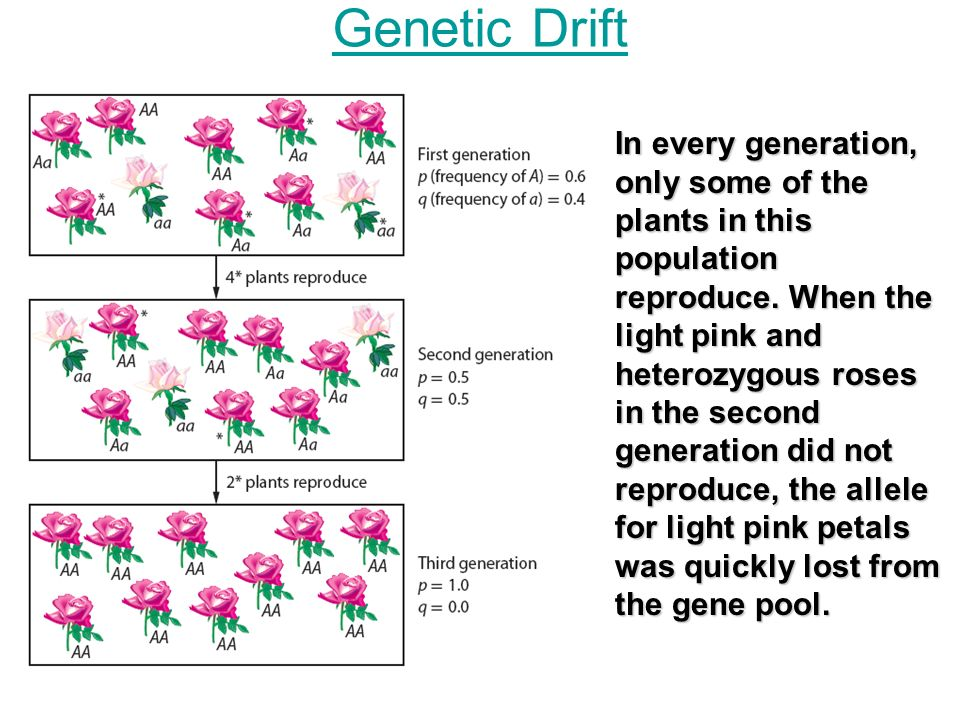 Genetic Drift
AA
*
Aa
AA
Aa
AA
*
AA
aa
*
Aa
Aa
*
aa
First generation
p (frequency of A) = 0.6
q (frequency of a) = 0.4
4* plants reproduce
*
aa
AA
AA
Aa
Aa
aa
Aa
aa
*
AA
Aa
Second generation
p = 0.5
q = 0.5
2* plants reproduce
AA
AA
AA
AA
AA
AA
AA
AA
AA
AA
Third generation
p = 1.0
q = 0.0
In every generation,
only some of the
plants in this
population
reproduce. When the
light pink and
heterozygous roses
in the second
generation did not
reproduce, the allele
for light pink petals
was quickly lost from
the gene pool.